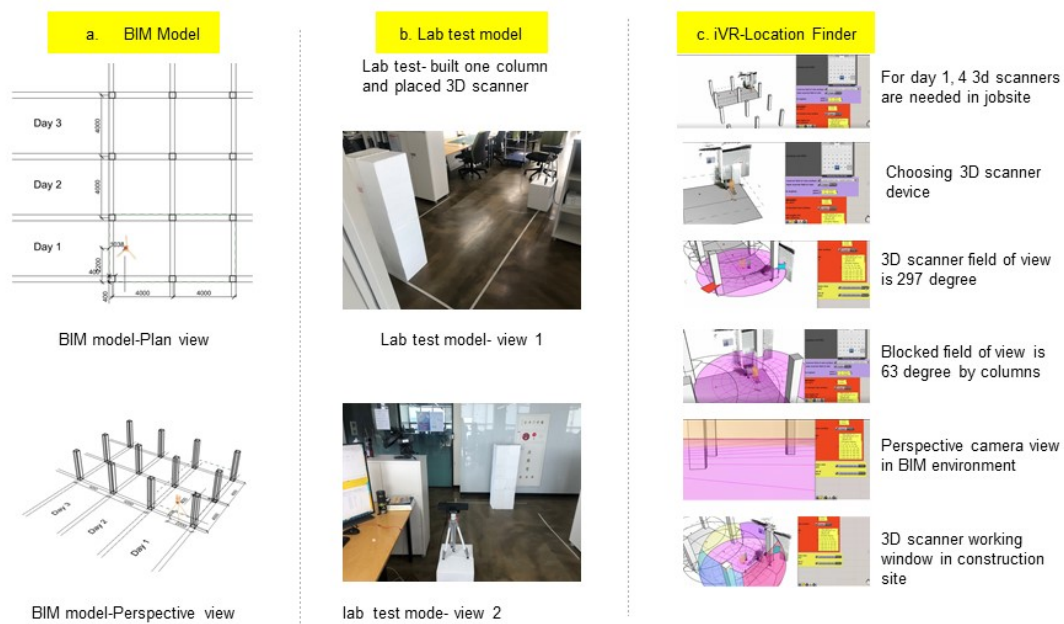 a. BIM Model
Day 3
Day 2
Day 1
4000
4000
4000
3038
2200
400
400
4000
4000
BIM model-Plan view
Day 3
Day 2
Day 1
BIM model-Perspective view
b. Lab test model
Lab test- built one column
and placed 3D scanner
Lab test model- view 1
lab test mode- view 2
c. iVR-Location Finder
For day 1, 4 3d scanners
are needed in jobsite
Choosing 3D scanner
device
3D scanner field of view
is 297 degree
Blocked field of view is
63 degree by columns
Perspective camera view
in BIM environment
3D scanner working
window in construction
site